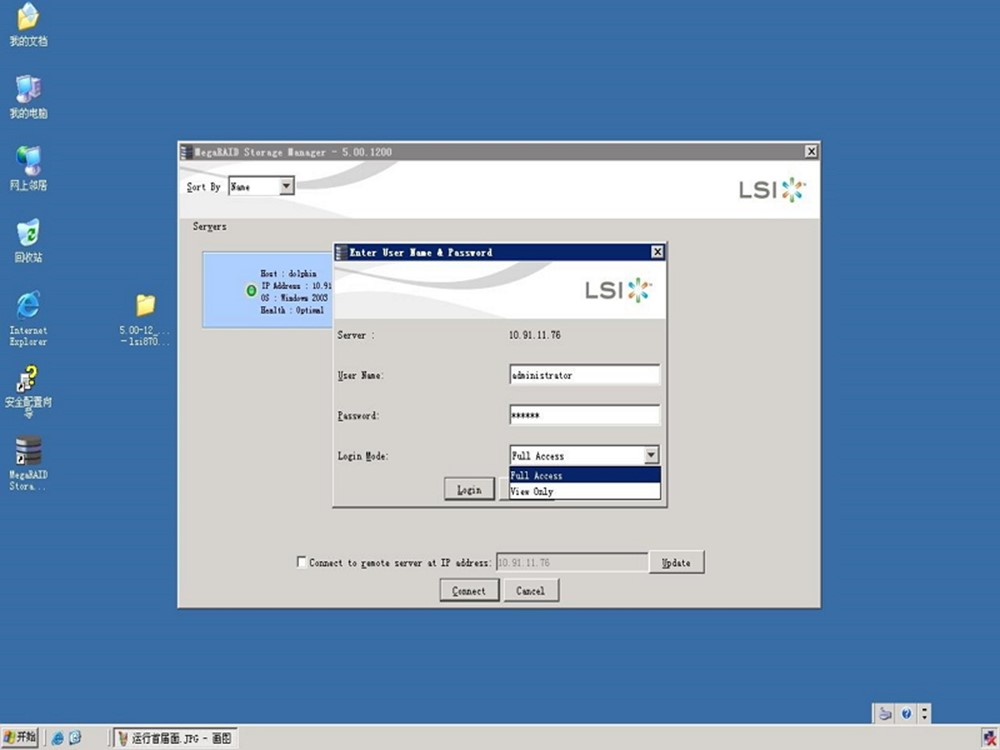 我的文档
我的电脑
网上邻居
回收站
Internet
Explorer
5.00-12_...
-lsi870...
安全配置向
导
MegaRAID
Stora...
MegaRAID Storage Manager - 5.00.1200
Sort By Name
LSI
Servers
Host : dolphin
IP Address : 10.91
OS : Windows 2003
Health : Optimal
Enter User Name & Password
LSI
Server : 10.91.11.76
User Name: administrator
Password: ******
Login Mode: Full Access
Full Access
View Only
Login
Connect to remote server at IP address: 10.91.11.76 Update
Connect Cancel
开始 运行首届面.JPG - 画图